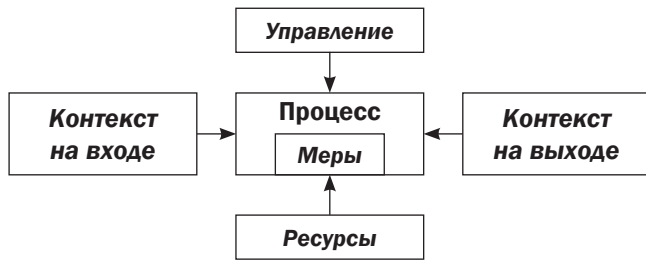 Управление
Контекст
на входе
Процесс
Меры
Контекст
на выходе
Ресурсы